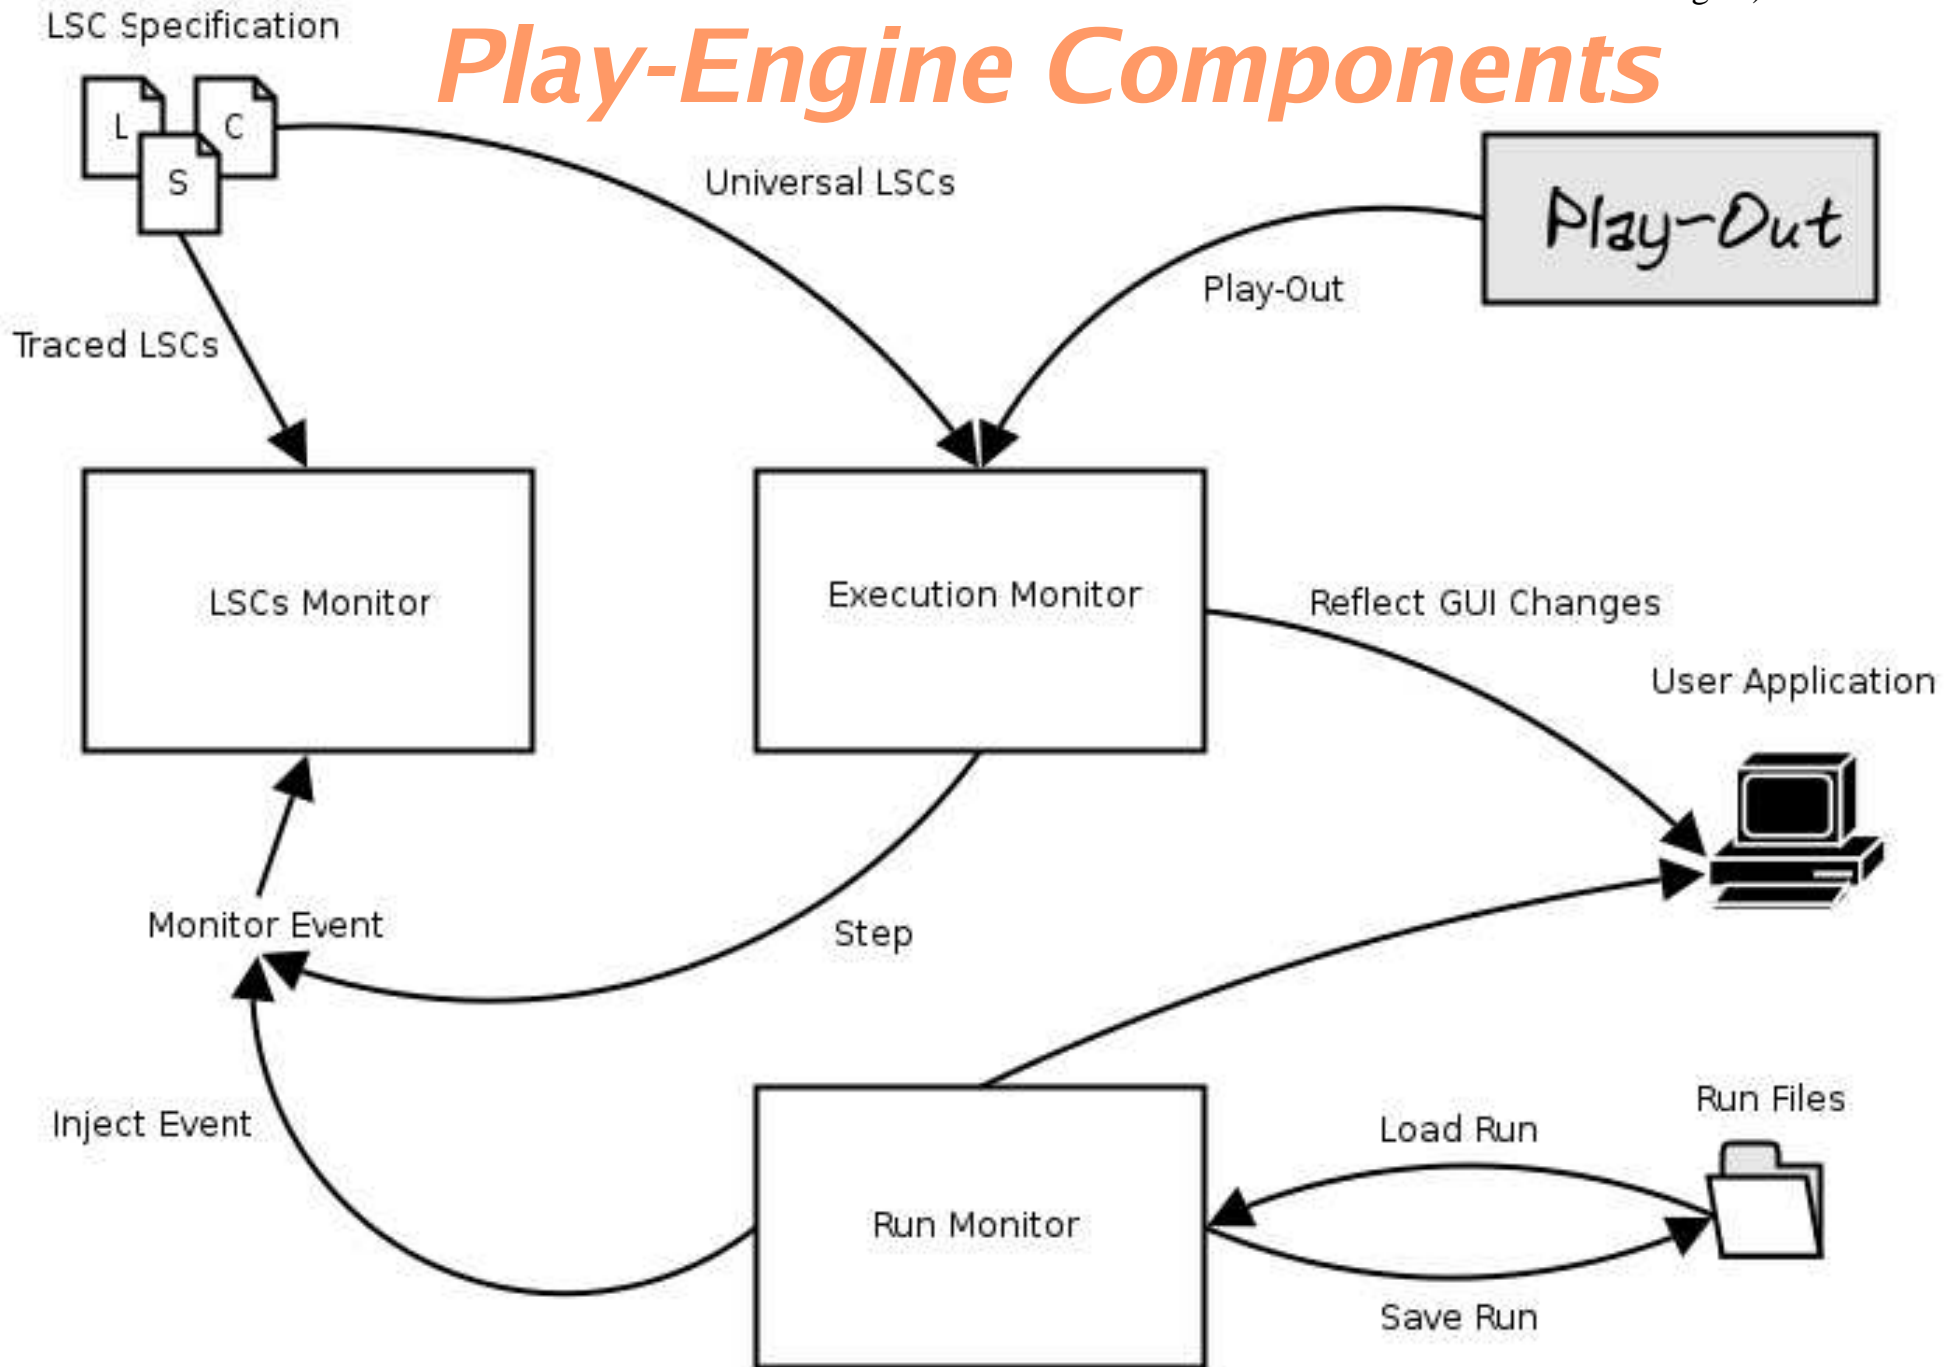 LSC Specification
Play-Engine Components
L
C
S
Universal LSCs
Play-Out
Play-Out
Traced LSCs
LSCs Monitor
Execution Monitor
Reflect GUI Changes
User Application
Monitor Event
Step
Inject Event
Run Files
Load Run
Run Monitor
Save Run